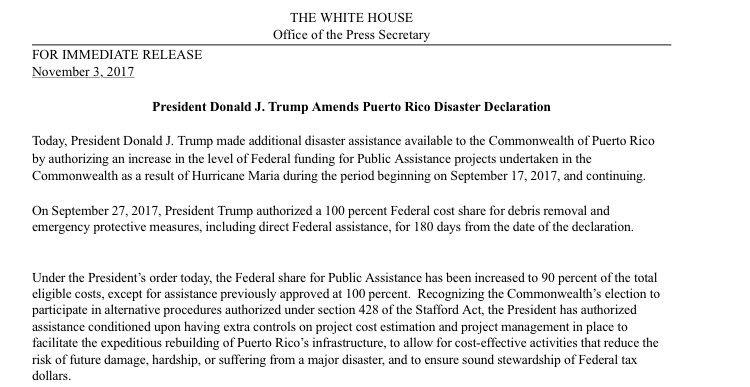 THE WHITE HOUSE
Office of the Press Secretary
FOR IMMEDIATE RELEASE
November 3, 2017
President Donald J. Trump Amends Puerto Rico Disaster Declaration
Today, President Donald J. Trump made additional disaster assistance available to the Commonwealth of Puerto Rico
by authorizing an increase in the level of Federal funding for Public Assistance projects undertaken in the
Commonwealth as a result of Hurricane Maria during the period beginning on September 17, 2017, and continuing.
On September 27, 2017, President Trump authorized a 100 percent Federal cost share for debris removal and
emergency protective measures, including direct Federal assistance, for 180 days from the date of the declaration.
Under the President’s order today, the Federal share for Public Assistance has been increased to 90 percent of the total
eligible costs, except for assistance previously approved at 100 percent.  Recognizing the Commonwealth’s election to
participate in alternative procedures authorized under section 428 of the Stafford Act, the President has authorized
assistance conditioned upon having extra controls on project cost estimation and project management in place to
facilitate the expeditious rebuilding of Puerto Rico’s infrastructure, to allow for cost-effective activities that reduce the
risk of future damage, hardship, or suffering from a major disaster, and to ensure sound stewardship of Federal tax
dollars.